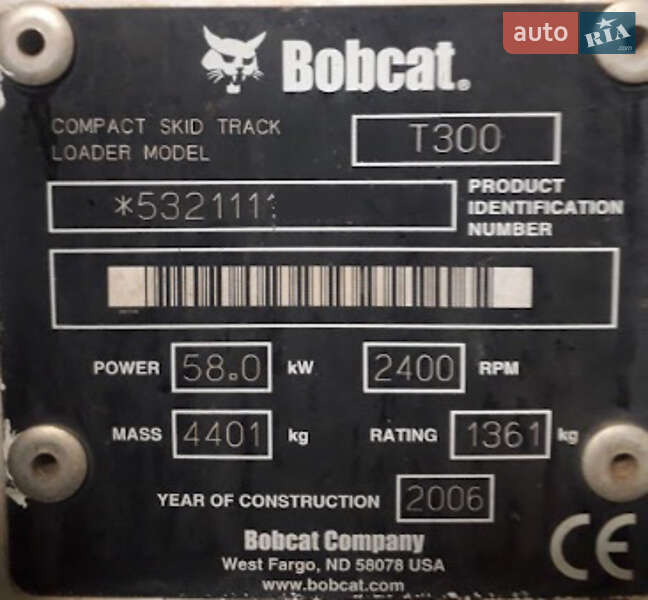 auto RIA.com
Bobcat.
COMPACT SKID TRACK
LOADER MODEL
T300
*532111
PRODUCT
IDENTIFICATION
NUMBER
POWER 58.0 kW 2400 RPM
MASS 4401 kg RATING 1361 kg
YEAR OF CONSTRUCTION 2006
Bobcat Company
West Fargo, ND 58078 USA
www.bobcat.com
CE